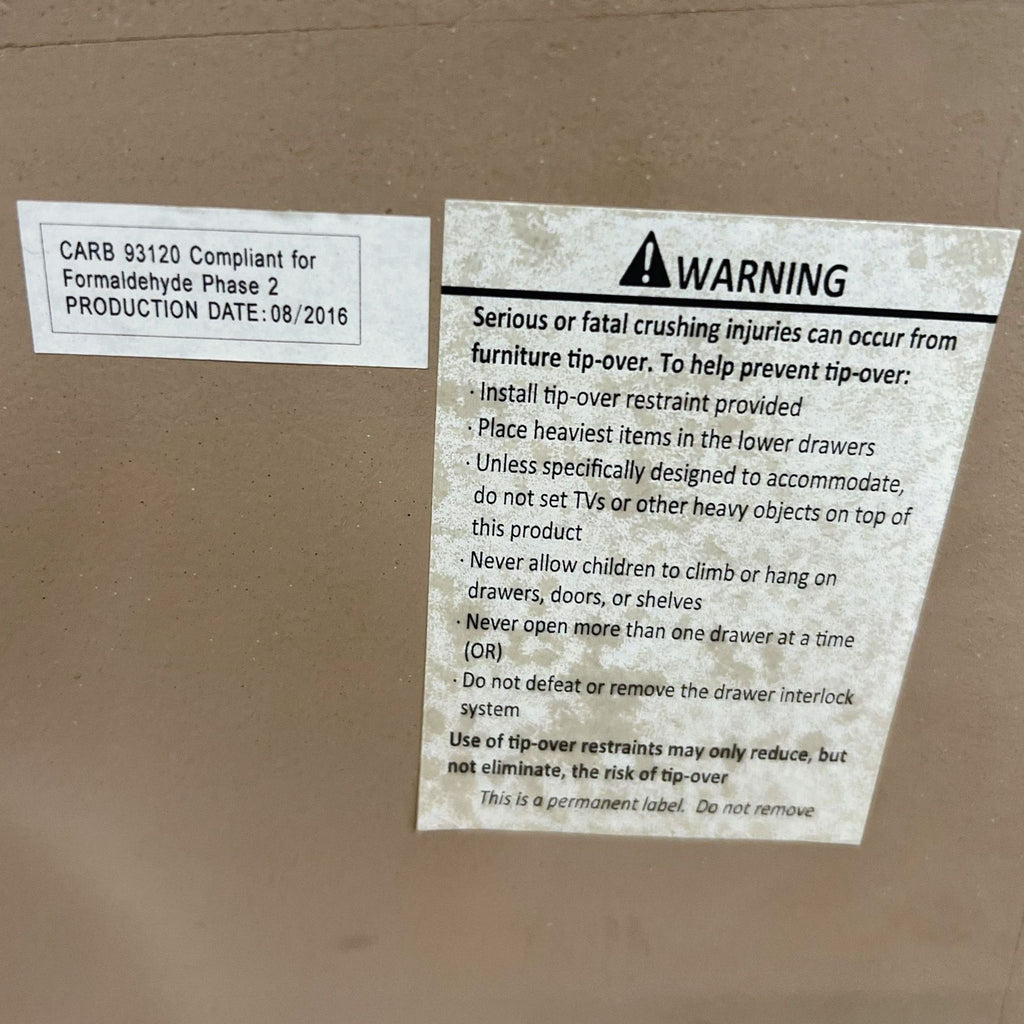 CARB 93120 Compliant for
Formaldehyde Phase 2
PRODUCTION DATE:08/2016
WARNING
Serious or fatal crushing injuries can occur from
furniture tip-over. To help prevent tip-over:
· Install tip-over restraint provided
· Place heaviest items in the lower drawers
· Unless specifically designed to accommodate,
do not set TVs or other heavy objects on top of
this product
· Never allow children to climb or hang on
drawers, doors, or shelves
· Never open more than one drawer at a time
(OR)
· Do not defeat or remove the drawer interlock
system
Use of tip-over restraints may only reduce, but
not eliminate, the risk of tip-over
This is a permanent label. Do not remove